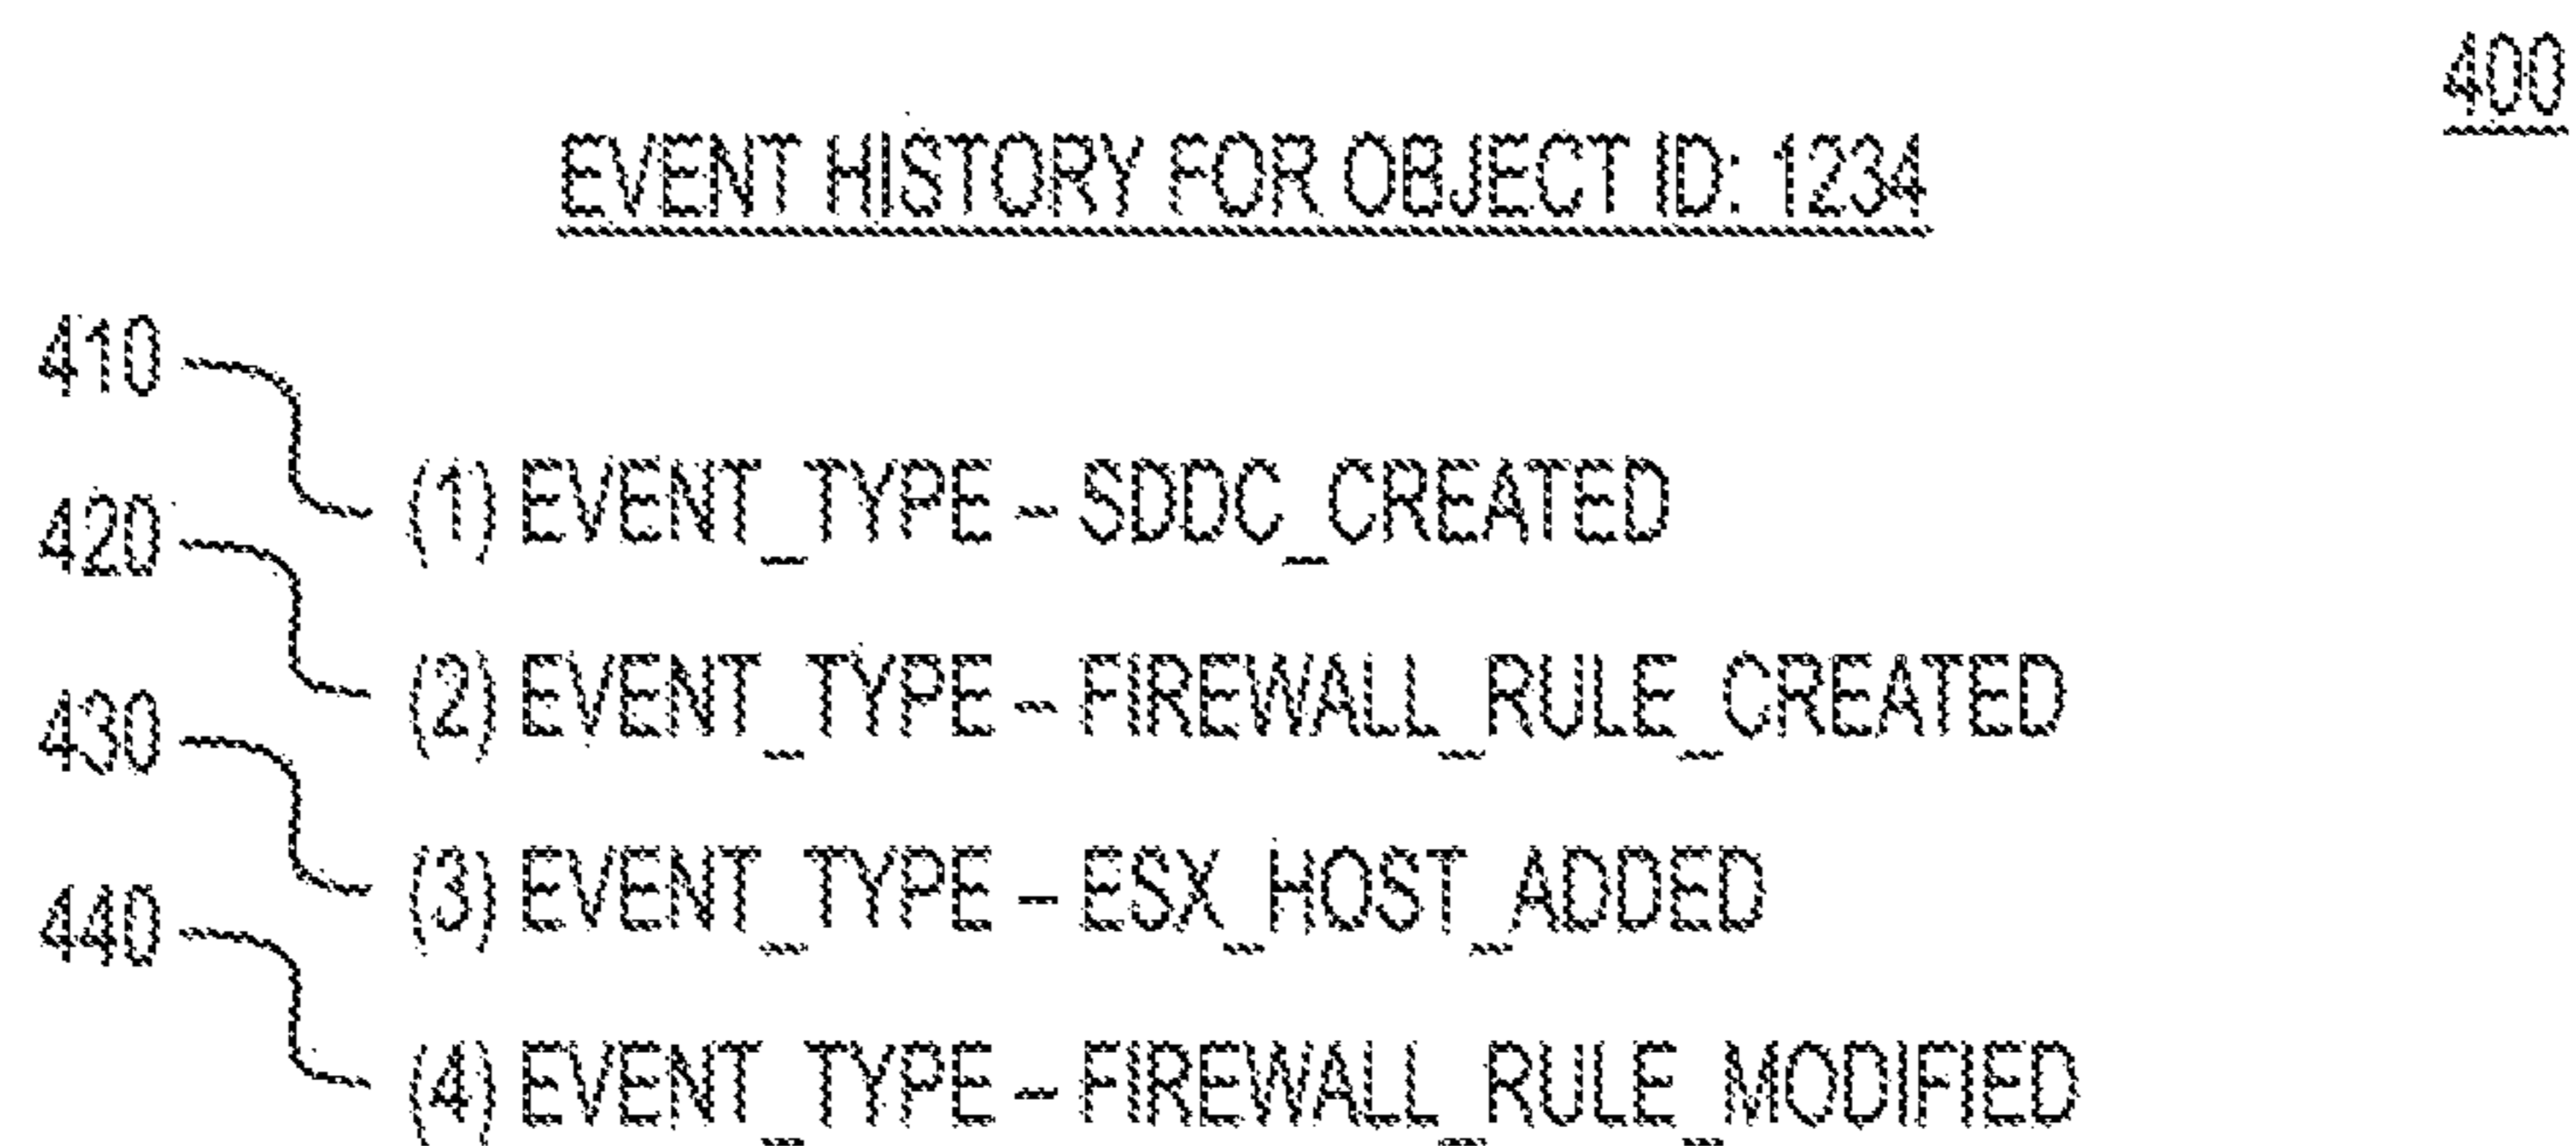 400
EVENT HISTORY FOR OBJECT ID: 1234
410
(1) EVENT_TYPE - SDDC_CREATED
420
(2) EVENT_TYPE - FIREWALL_RULE_CREATED
430
(3) EVENT_TYPE - ESX_HOST_ADDED
440
(4) EVENT_TYPE - FIREWALL_RULE_MODIFIED